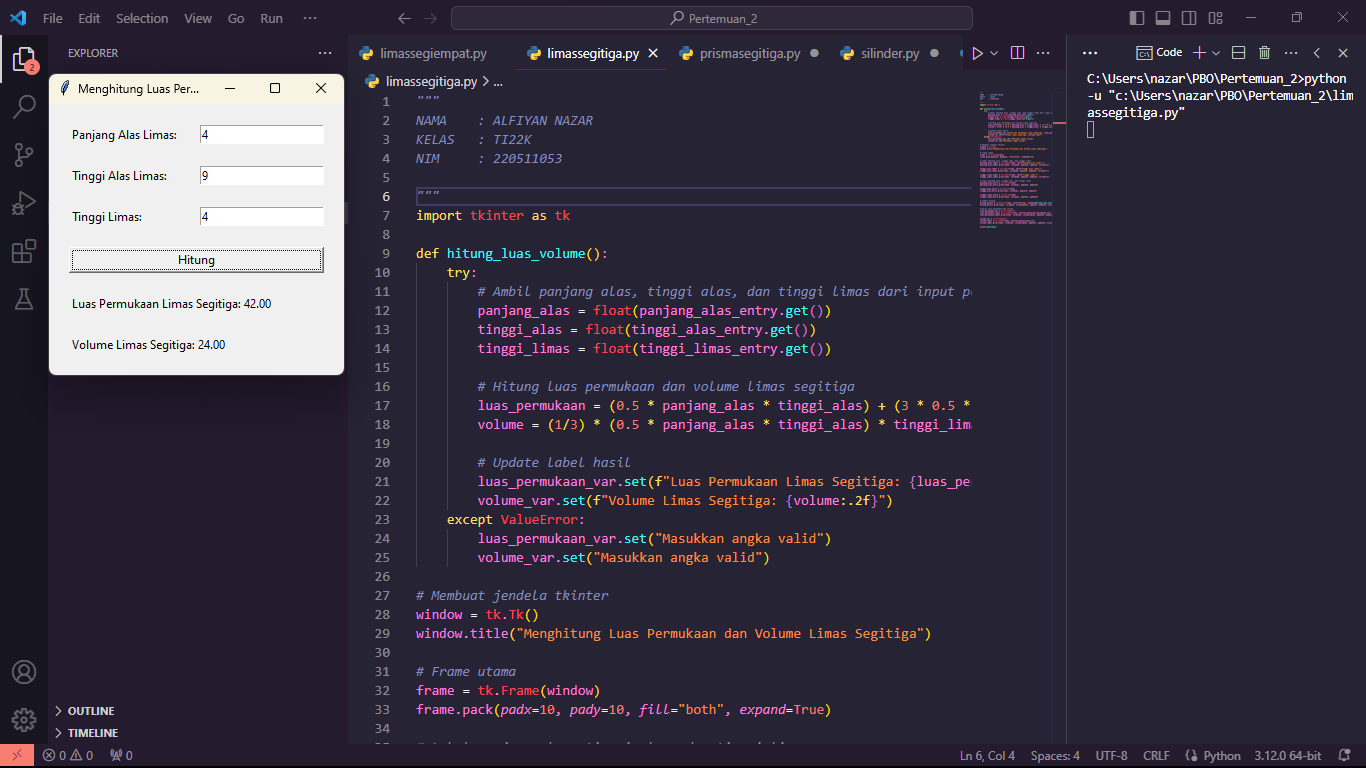 File Edit Selection View Go Run ··· Pertemuan_2
EXPLORER ···
2
limassegiempat.py limassegitiga.py prismasegitiga.py silinder.py ···
limassegitiga.py > ...
Menghitung Luas Per...
Panjang Alas Limas: 4
Tinggi Alas Limas: 9
Tinggi Limas: 4
Hitung
Luas Permukaan Limas Segitiga: 42.00
Volume Limas Segitiga: 24.00
1 """
2 NAMA : ALFIYAN NAZAR
3 KELAS : TI22K
4 NIM : 220511053
5
6 """
7 import tkinter as tk
8
9 def hitung_luas_volume():
10 try:
11 # Ambil panjang alas, tinggi alas, dan tinggi limas dari input p
12 panjang_alas = float(panjang_alas_entry.get())
13 tinggi_alas = float(tinggi_alas_entry.get())
14 tinggi_limas = float(tinggi_limas_entry.get())
15
16 # Hitung luas permukaan dan volume limas segitiga
17 luas_permukaan = (0.5 * panjang_alas * tinggi_alas) + (3 * 0.5 *
18 volume = (1/3) * (0.5 * panjang_alas * tinggi_alas) * tinggi_lim
19
20 # Update label hasil
21 luas_permukaan_var.set(f"Luas Permukaan Limas Segitiga: {luas_pe
22 volume_var.set(f"Volume Limas Segitiga: {volume:.2f}")
23 except ValueError:
24 luas_permukaan_var.set("Masukkan angka valid")
25 volume_var.set("Masukkan angka valid")
26
27 # Membuat jendela tkinter
28 window = tk.Tk()
29 window.title("Menghitung Luas Permukaan dan Volume Limas Segitiga")
30
31 # Frame utama
32 frame = tk.Frame(window)
33 frame.pack(padx=10, pady=10, fill="both", expand=True)
34
··· Code ···
C:\Users\nazar\PBO\Pertemuan_2>python
-u "c:\Users\nazar\PBO\Pertemuan_2\lim
assegitiga.py"
OUTLINE
TIMELINE
0 0 0 Ln 6, Col 4 Spaces: 4 UTF-8 CRLF Python 3.12.0 64-bit